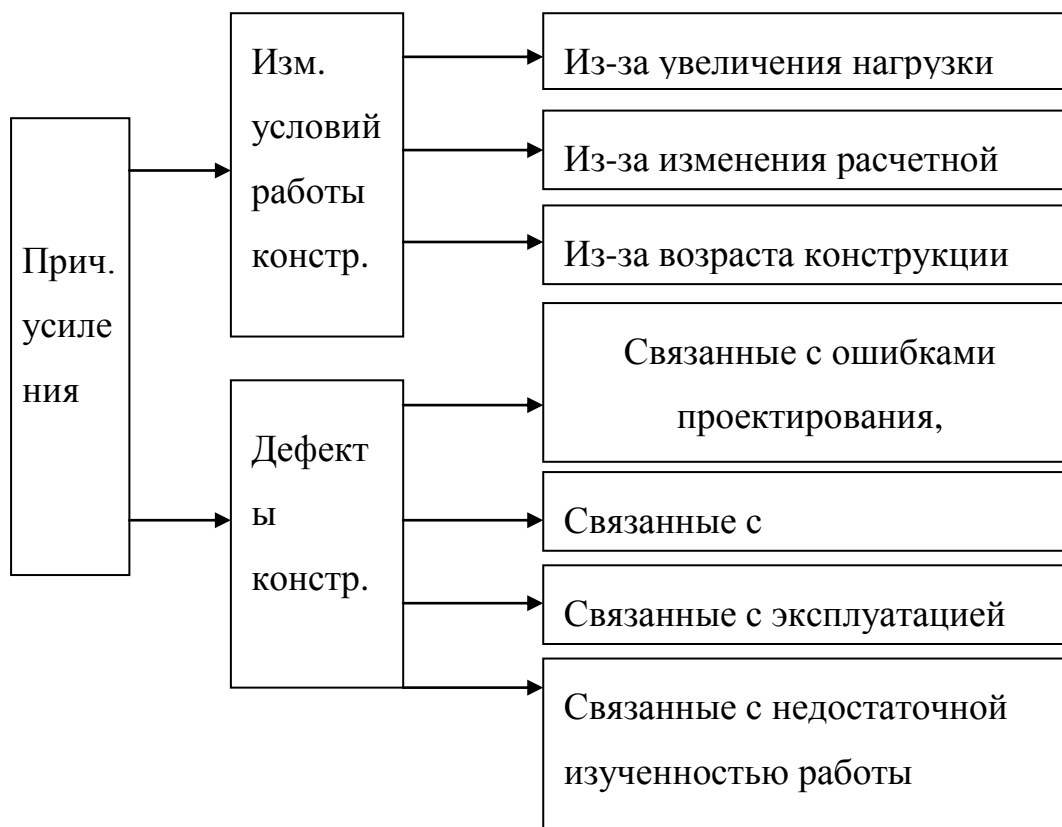 Прич.
усиле
ния
Изм.
условий
работы
констр.
Из-за увеличения нагрузки
Из-за изменения расчетной
Из-за возраста конструкции
Дефект
ы
констр.
Связанные с ошибками
проектирования,
Связанные с
Связанные с эксплуатацией
Связанные с недостаточной
изученностью работы